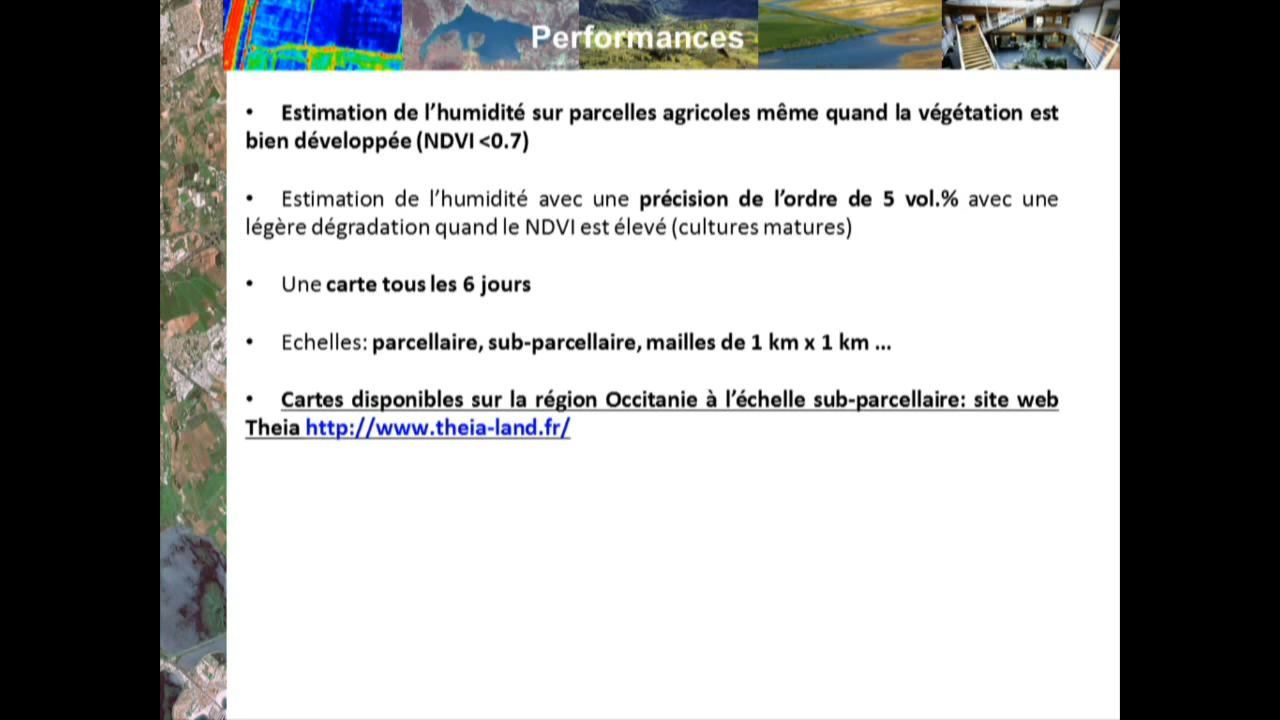 Performances
• Estimation de l’humidité sur parcelles agricoles même quand la végétation est
bien développée (NDVI <0.7)
• Estimation de l’humidité avec une précision de l’ordre de 5 vol.% avec une
légère dégradation quand le NDVI est élevé (cultures matures)
• Une carte tous les 6 jours
• Echelles: parcellaire, sub-parcellaire, mailles de 1 km x 1 km ...
• Cartes disponibles sur la région Occitanie à l’échelle sub-parcellaire: site web
Theia http://www.theia-land.fr/